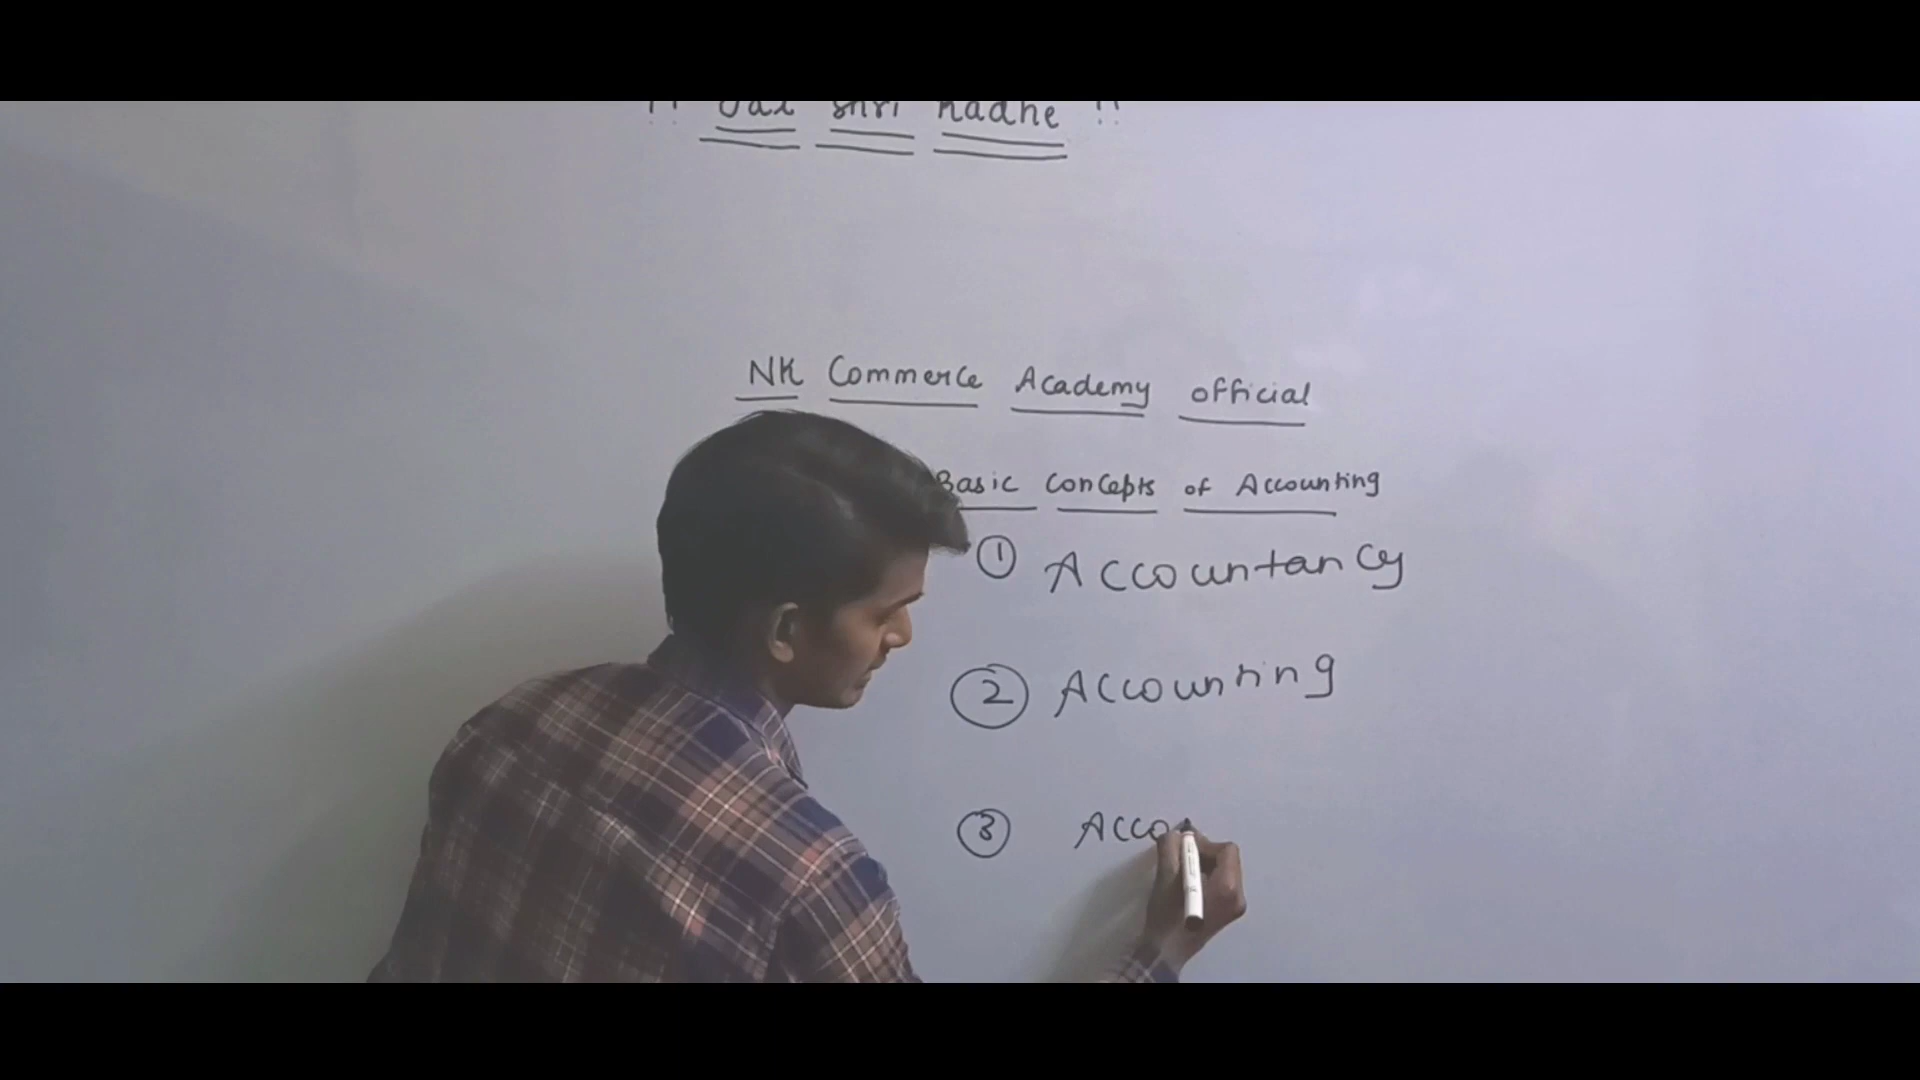 !! Jai Shri Radhe !!
NK Commerce Academy official
Basic Concepts of Accounting
① Accountancy
② Accounting
③ Acco